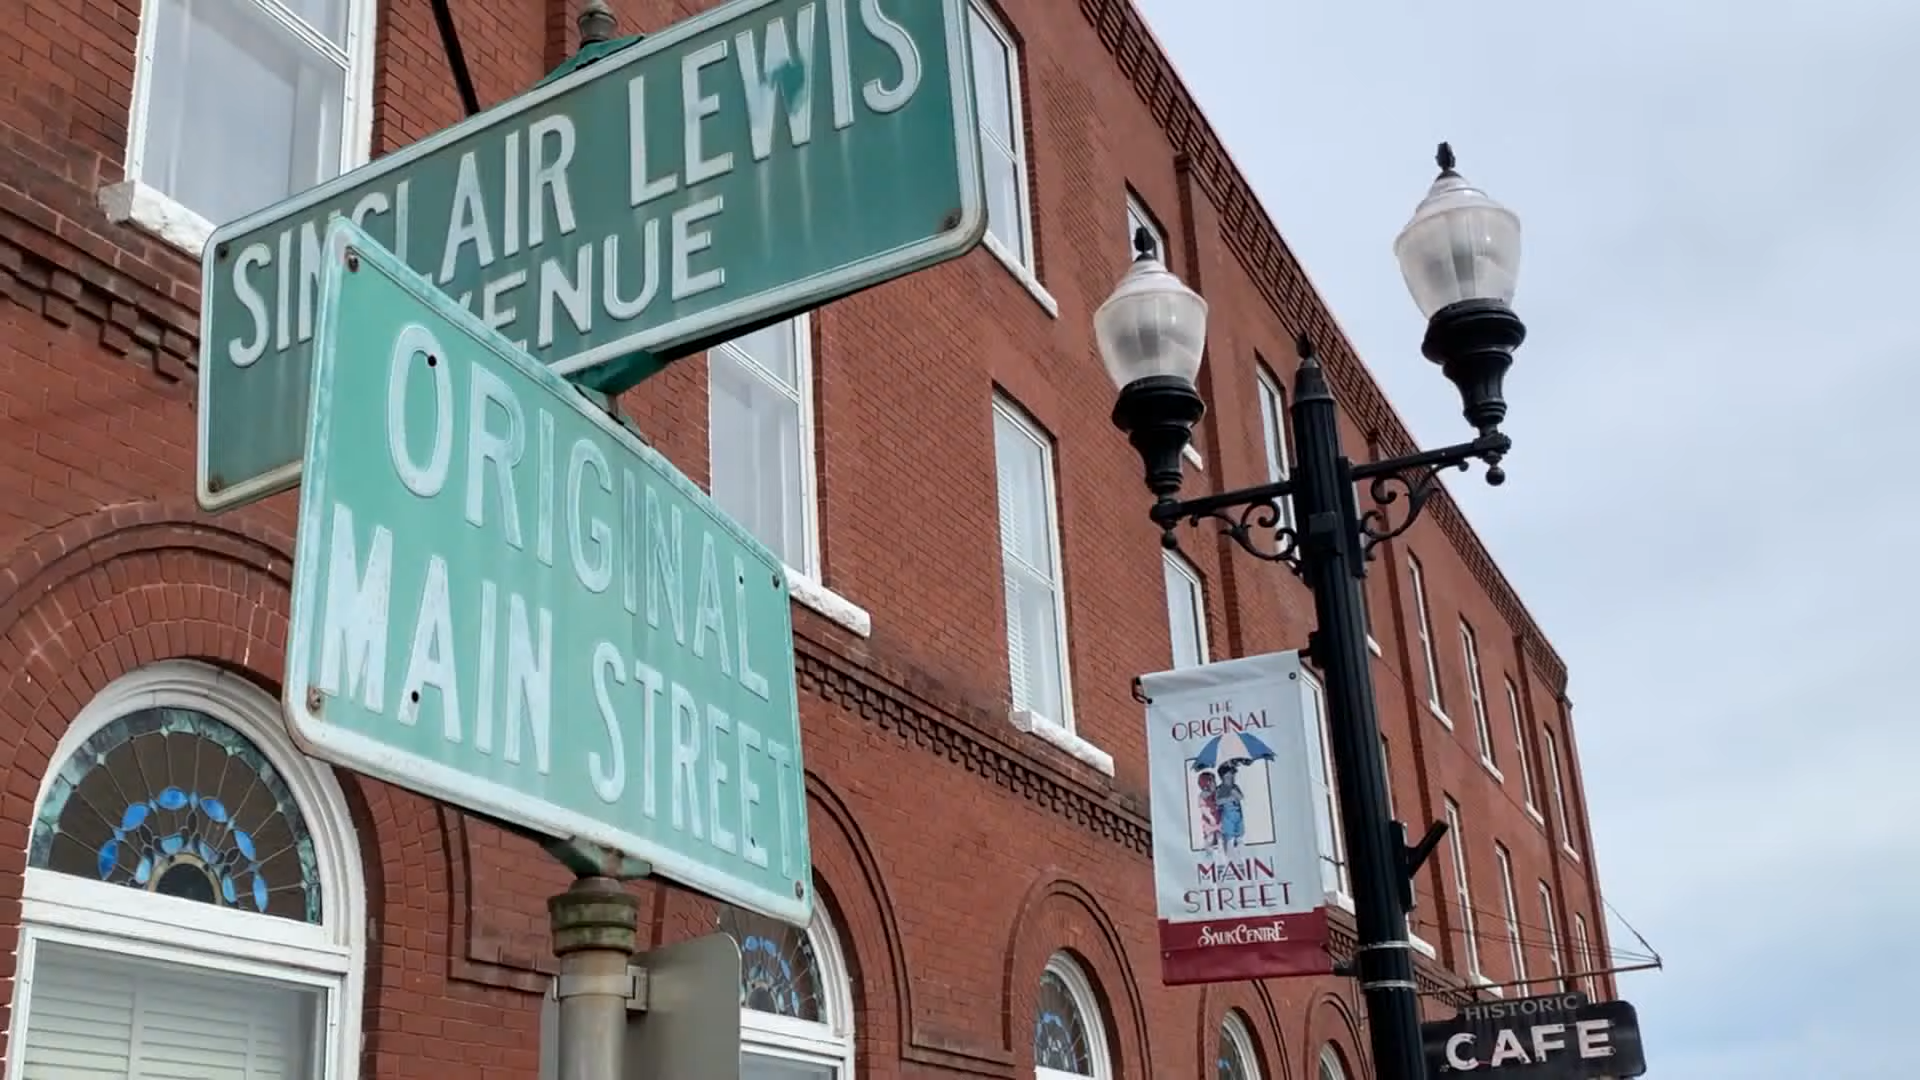 SINCLAIR LEWIS
AVENUE
ORIGINAL
MAIN STREET
THE
ORIGINAL
MAIN
STREET
SAUK CENTRE
HISTORIC
CAFE